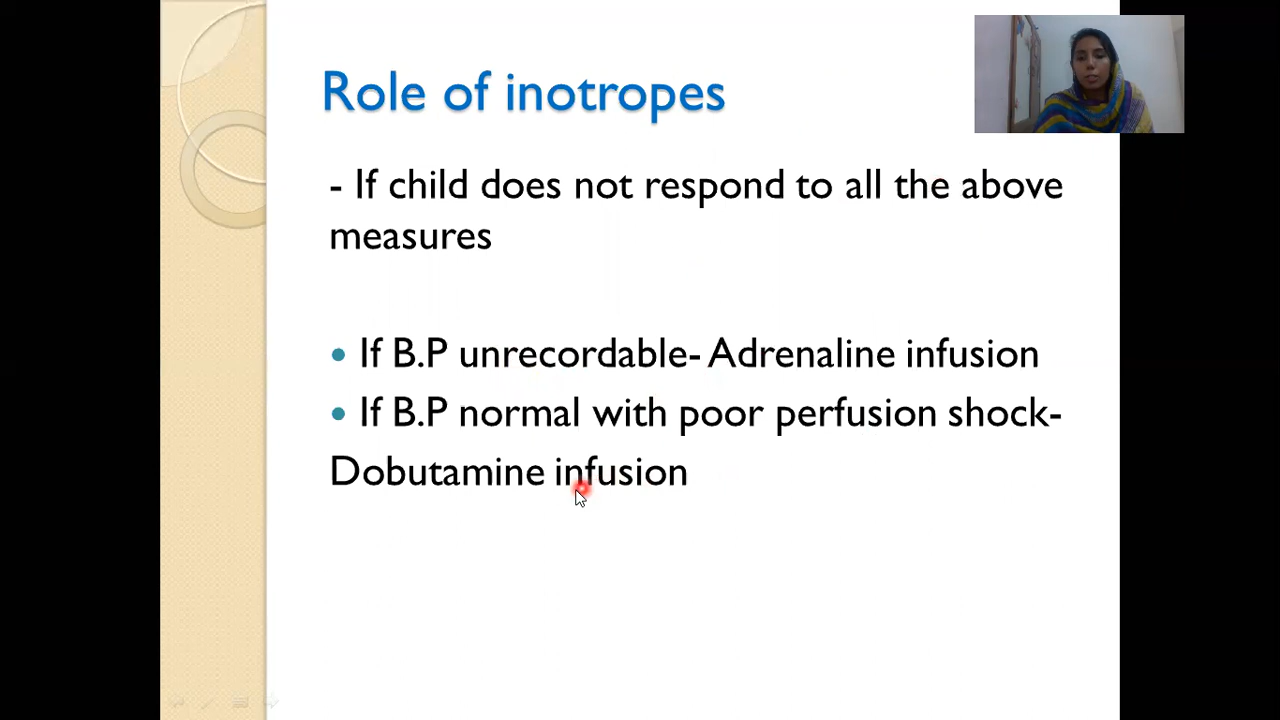 Role of inotropes
- If child does not respond to all the above
measures
• If B.P unrecordable- Adrenaline infusion
• If B.P normal with poor perfusion shock-
Dobutamine infusion